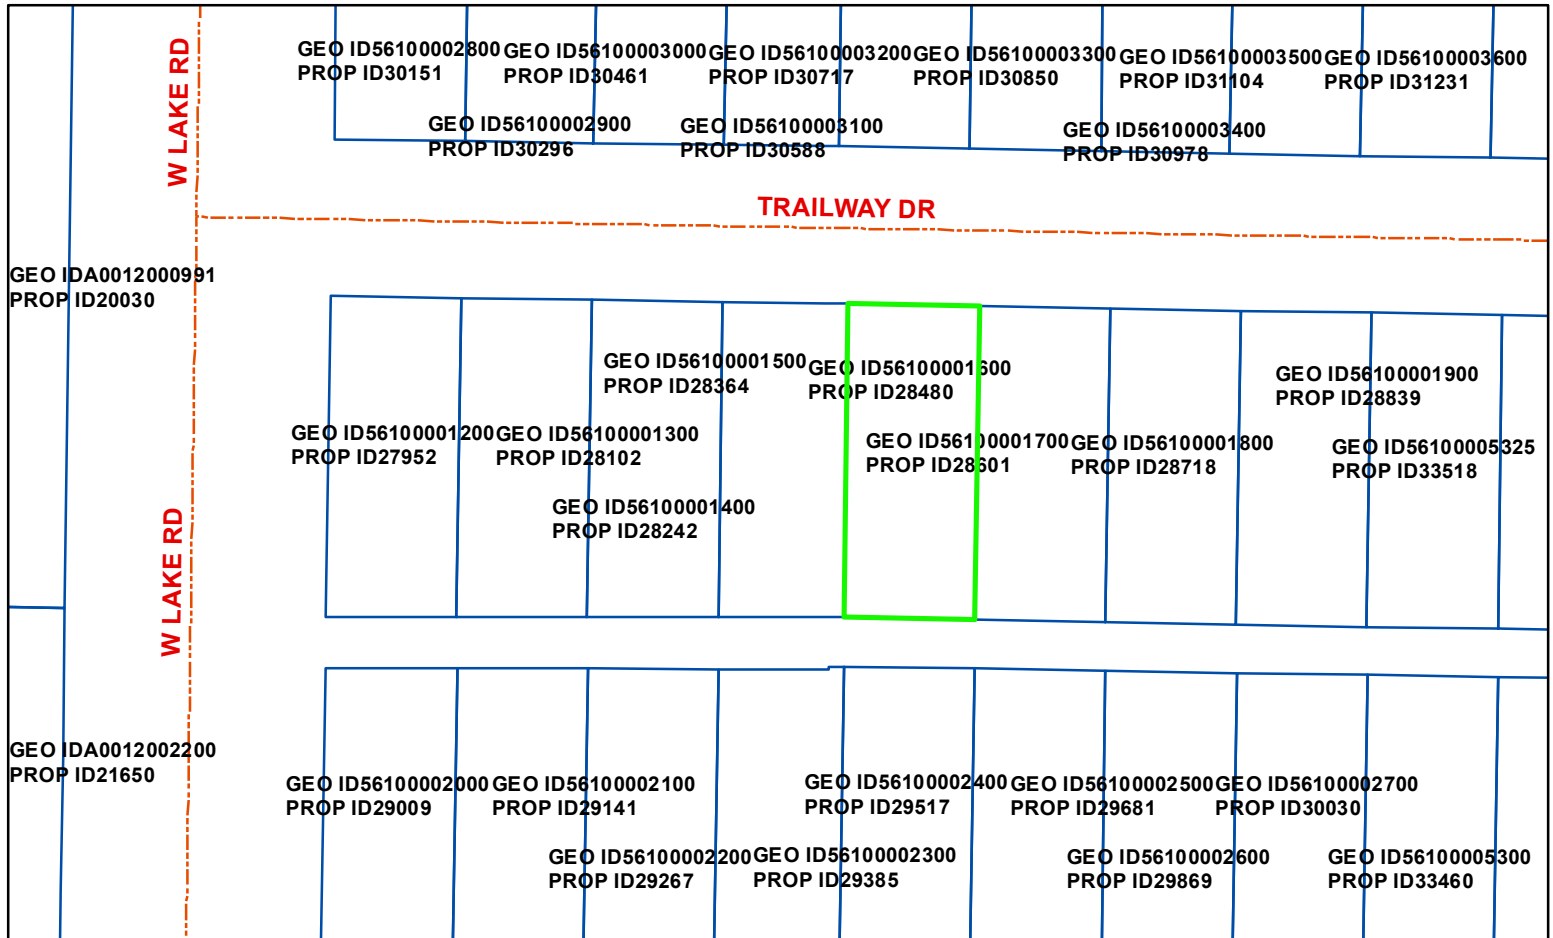 W LAKE RD
GEO ID56100002800
PROP ID30151
GEO ID56100003000
PROP ID30461
GEO ID56100003200
PROP ID30717
GEO ID56100003300
PROP ID30850
GEO ID56100003500
PROP ID31104
GEO ID56100003600
PROP ID31231
GEO ID56100002900
PROP ID30296
GEO ID56100003100
PROP ID30588
GEO ID56100003400
PROP ID30978
TRAILWAY DR
GEO IDA0012000991
PROP ID20030
GEO ID56100001500
PROP ID28364
GEO ID56100001600
PROP ID28480
GEO ID56100001900
PROP ID28839
GEO ID56100001200
PROP ID27952
GEO ID56100001300
PROP ID28102
GEO ID56100001700
PROP ID28601
GEO ID56100001800
PROP ID28718
GEO ID56100005325
PROP ID33518
GEO ID56100001400
PROP ID28242
W LAKE RD
GEO IDA0012002200
PROP ID21650
GEO ID56100002000
PROP ID29009
GEO ID56100002100
PROP ID29141
GEO ID56100002400
PROP ID29517
GEO ID56100002500
PROP ID29681
GEO ID56100002700
PROP ID30030
GEO ID56100002200
PROP ID29267
GEO ID56100002300
PROP ID29385
GEO ID56100002600
PROP ID29869
GEO ID56100005300
PROP ID33460